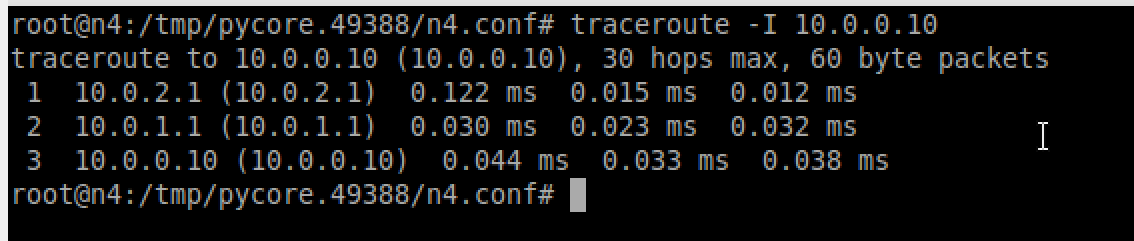 root@n4:/tmp/pycore.49388/n4.conf# traceroute -I 10.0.0.10
traceroute to 10.0.0.10 (10.0.0.10), 30 hops max, 60 byte packets
 1  10.0.2.1 (10.0.2.1)  0.122 ms  0.015 ms  0.012 ms
 2  10.0.1.1 (10.0.1.1)  0.030 ms  0.023 ms  0.032 ms
 3  10.0.0.10 (10.0.0.10)  0.044 ms  0.033 ms  0.038 ms
root@n4:/tmp/pycore.49388/n4.conf#